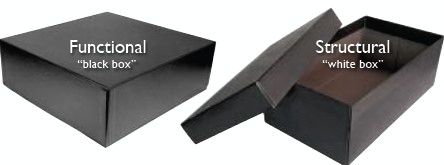 Functional
“black box”
Structural
“white box”